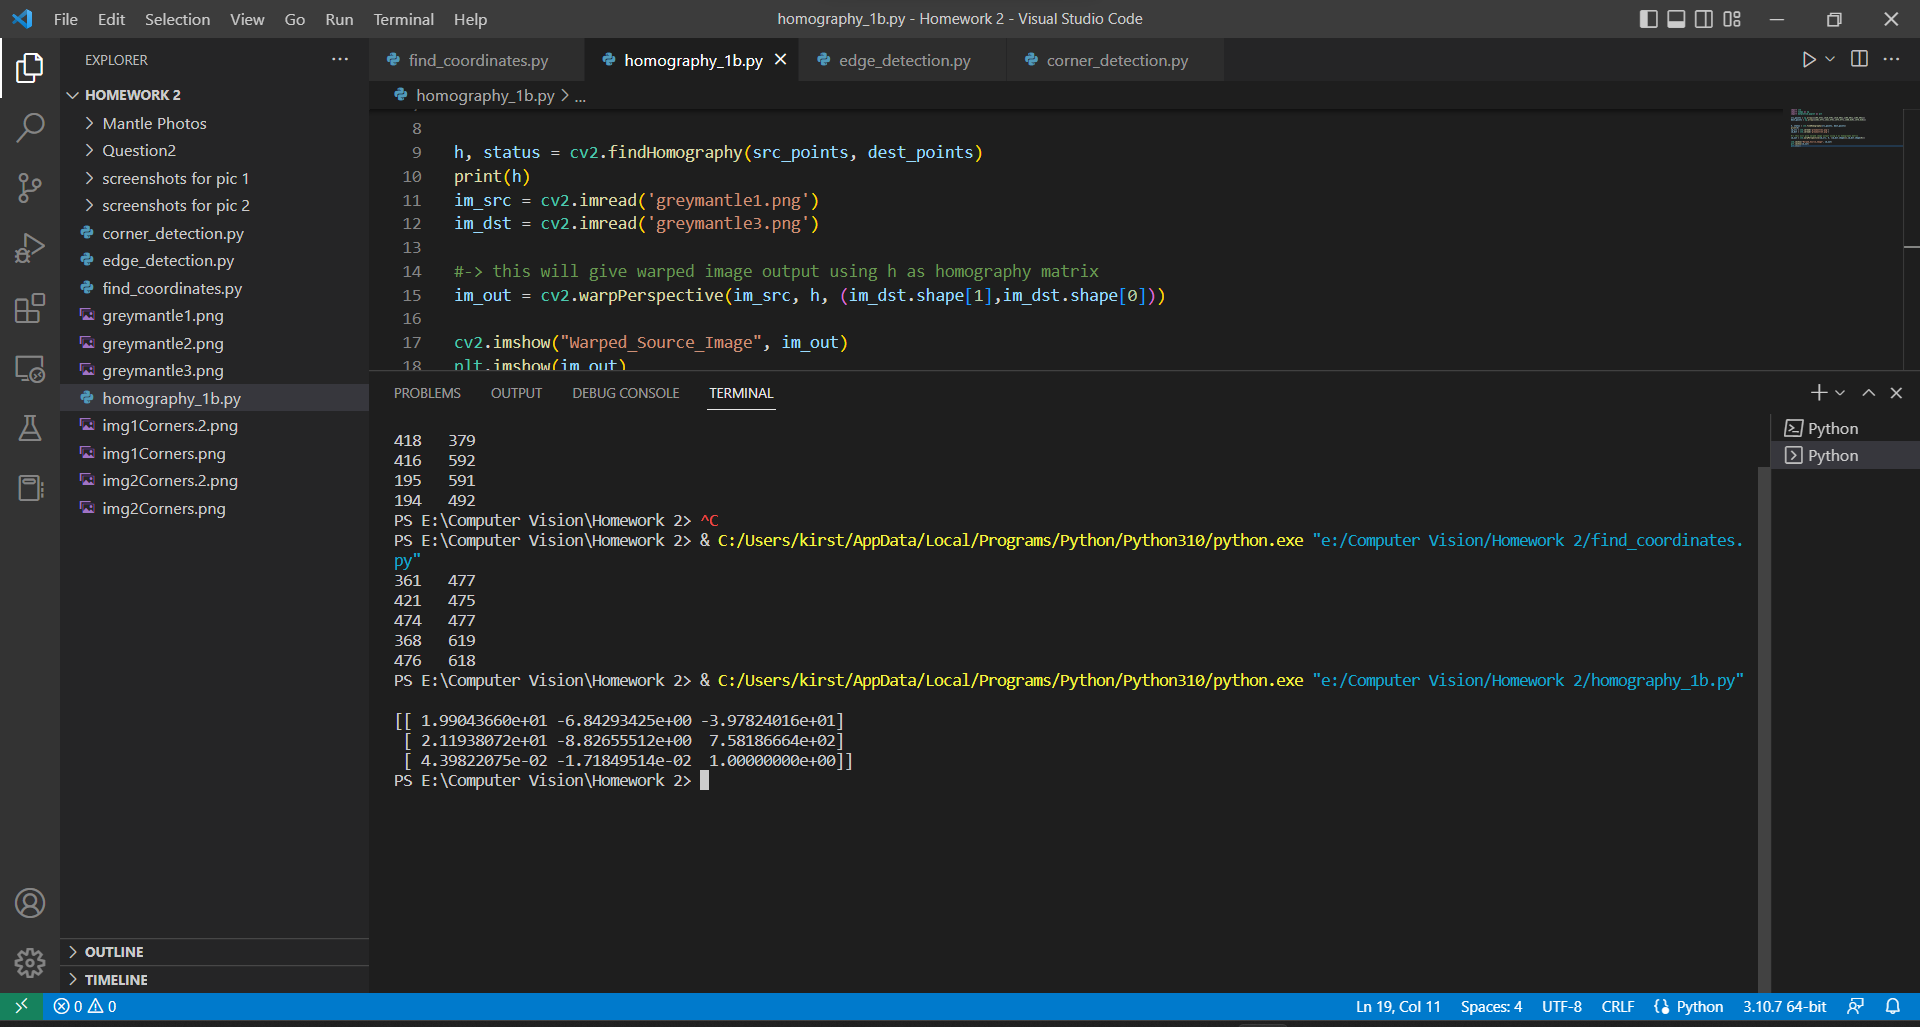 File Edit Selection View Go Run Terminal Help
homography_1b.py - Homework 2 - Visual Studio Code
EXPLORER
HOMEWORK 2
Mantle Photos
Question2
screenshots for pic 1
screenshots for pic 2
corner_detection.py
edge_detection.py
find_coordinates.py
greymantle1.png
greymantle2.png
greymantle3.png
homography_1b.py
img1Corners.2.png
img1Corners.png
img2Corners.2.png
img2Corners.png
OUTLINE
TIMELINE
find_coordinates.py homography_1b.py edge_detection.py corner_detection.py
homography_1b.py > ...
8
9 h, status = cv2.findHomography(src_points, dest_points)
10 print(h)
11 im_src = cv2.imread('greymantle1.png')
12 im_dst = cv2.imread('greymantle3.png')
13
14 #-> this will give warped image output using h as homography matrix
15 im_out = cv2.warpPerspective(im_src, h, (im_dst.shape[1],im_dst.shape[0]))
16
17 cv2.imshow("Warped_Source_Image", im_out)
18 plt.imshow(im_out)
PROBLEMS OUTPUT DEBUG CONSOLE TERMINAL
418 379
416 592
195 591
194 492
PS E:\Computer Vision\Homework 2> ^C
PS E:\Computer Vision\Homework 2> & C:/Users/kirst/AppData/Local/Programs/Python/Python310/python.exe "e:/Computer Vision/Homework 2/find_coordinates.
py"
361 477
421 475
474 477
368 619
476 618
PS E:\Computer Vision\Homework 2> & C:/Users/kirst/AppData/Local/Programs/Python/Python310/python.exe "e:/Computer Vision/Homework 2/homography_1b.py"
[[ 1.99043660e+01 -6.84293425e+00 -3.97824016e+01]
[ 2.11938072e+01 -8.82655512e+00 7.58186664e+02]
[ 4.39822075e-02 -1.71849514e-02 1.00000000e+00]]
PS E:\Computer Vision\Homework 2>
Python
Python
0 0
Ln 19, Col 11 Spaces: 4 UTF-8 CRLF Python 3.10.7 64-bit